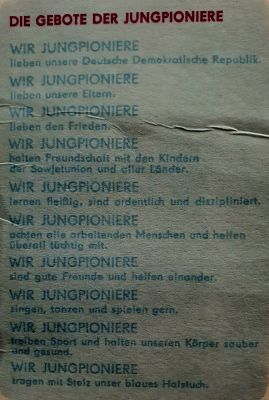 DIE GEBOTE DER JUNGPIONIERE
WIR JUNGPIONIERE
lieben unsere Deutsche Demokratische Republik.
WIR JUNGPIONIERE
lieben unsere Eltern.
WIR JUNGPIONIERE
lieben den Frieden.
WIR JUNGPIONIERE
halten Freundschaft mit den Kindern
der Sowjetunion und aller Länder.
WIR JUNGPIONIERE
lernen fleißig, sind ordentlich und diszipliniert.
WIR JUNGPIONIERE
achten alle arbeitenden Menschen und helfen
überall tüchtig mit.
WIR JUNGPIONIERE
sind gute Freunde und helfen einander.
WIR JUNGPIONIERE
singen, tanzen und spielen gern.
WIR JUNGPIONIERE
treiben Sport und halten unseren Körper sauber
und gesund.
WIR JUNGPIONIERE
tragen mit Stolz unser blaues Halstuch.